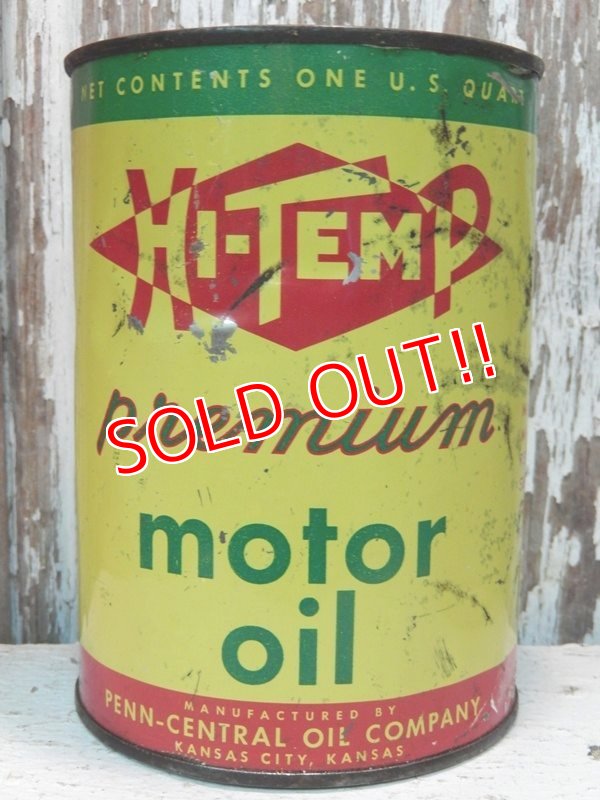 NET CONTENTS ONE U.S. QUART
HI-TEMP
SOLD OUT!!
premium
motor
oil
MANUFACTURED BY
PENN-CENTRAL OIL COMPANY
KANSAS CITY, KANSAS